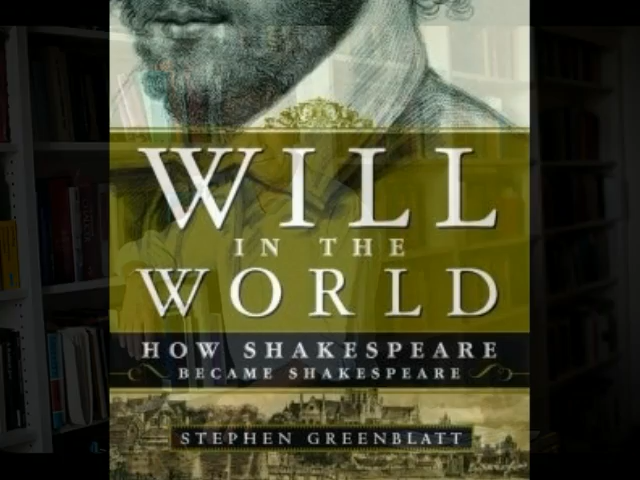 WILL
IN THE
WORLD
HOW SHAKESPEARE
BECAME SHAKESPEARE
STEPHEN GREENBLATT